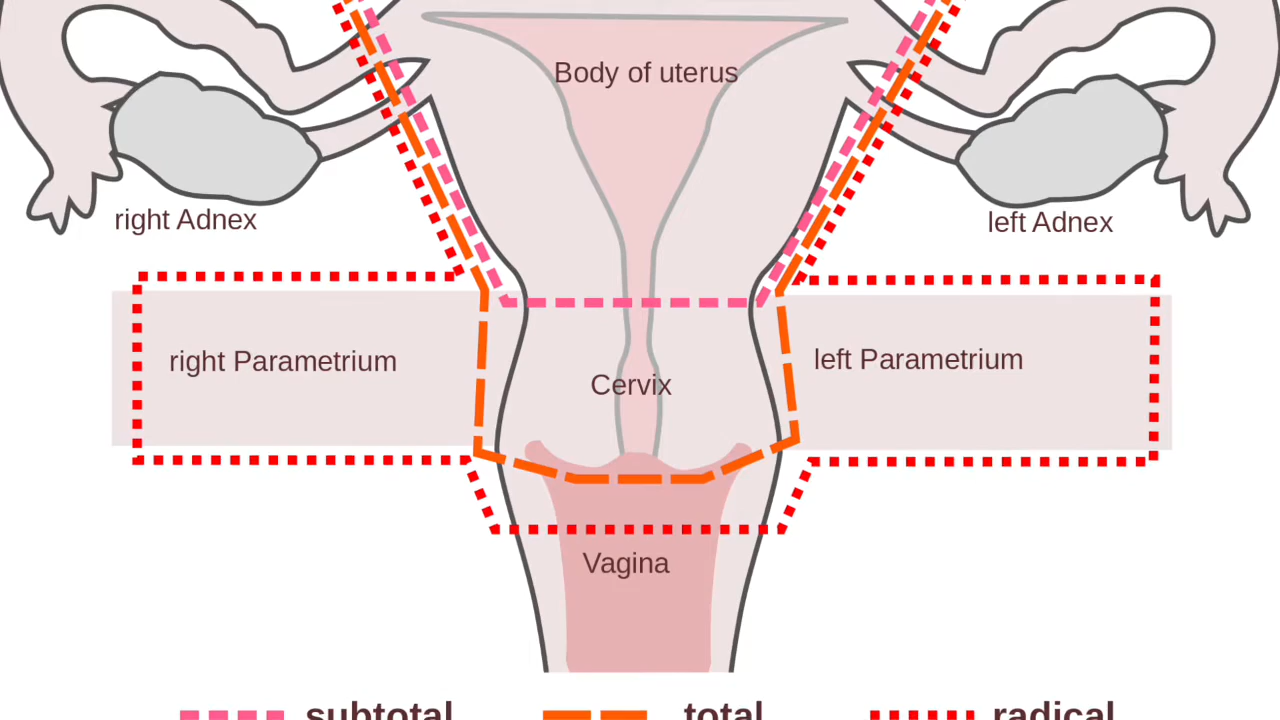 Body of uterus
right Adnex
left Adnex
right Parametrium
left Parametrium
Cervix
Vagina
subtotal
total
radical